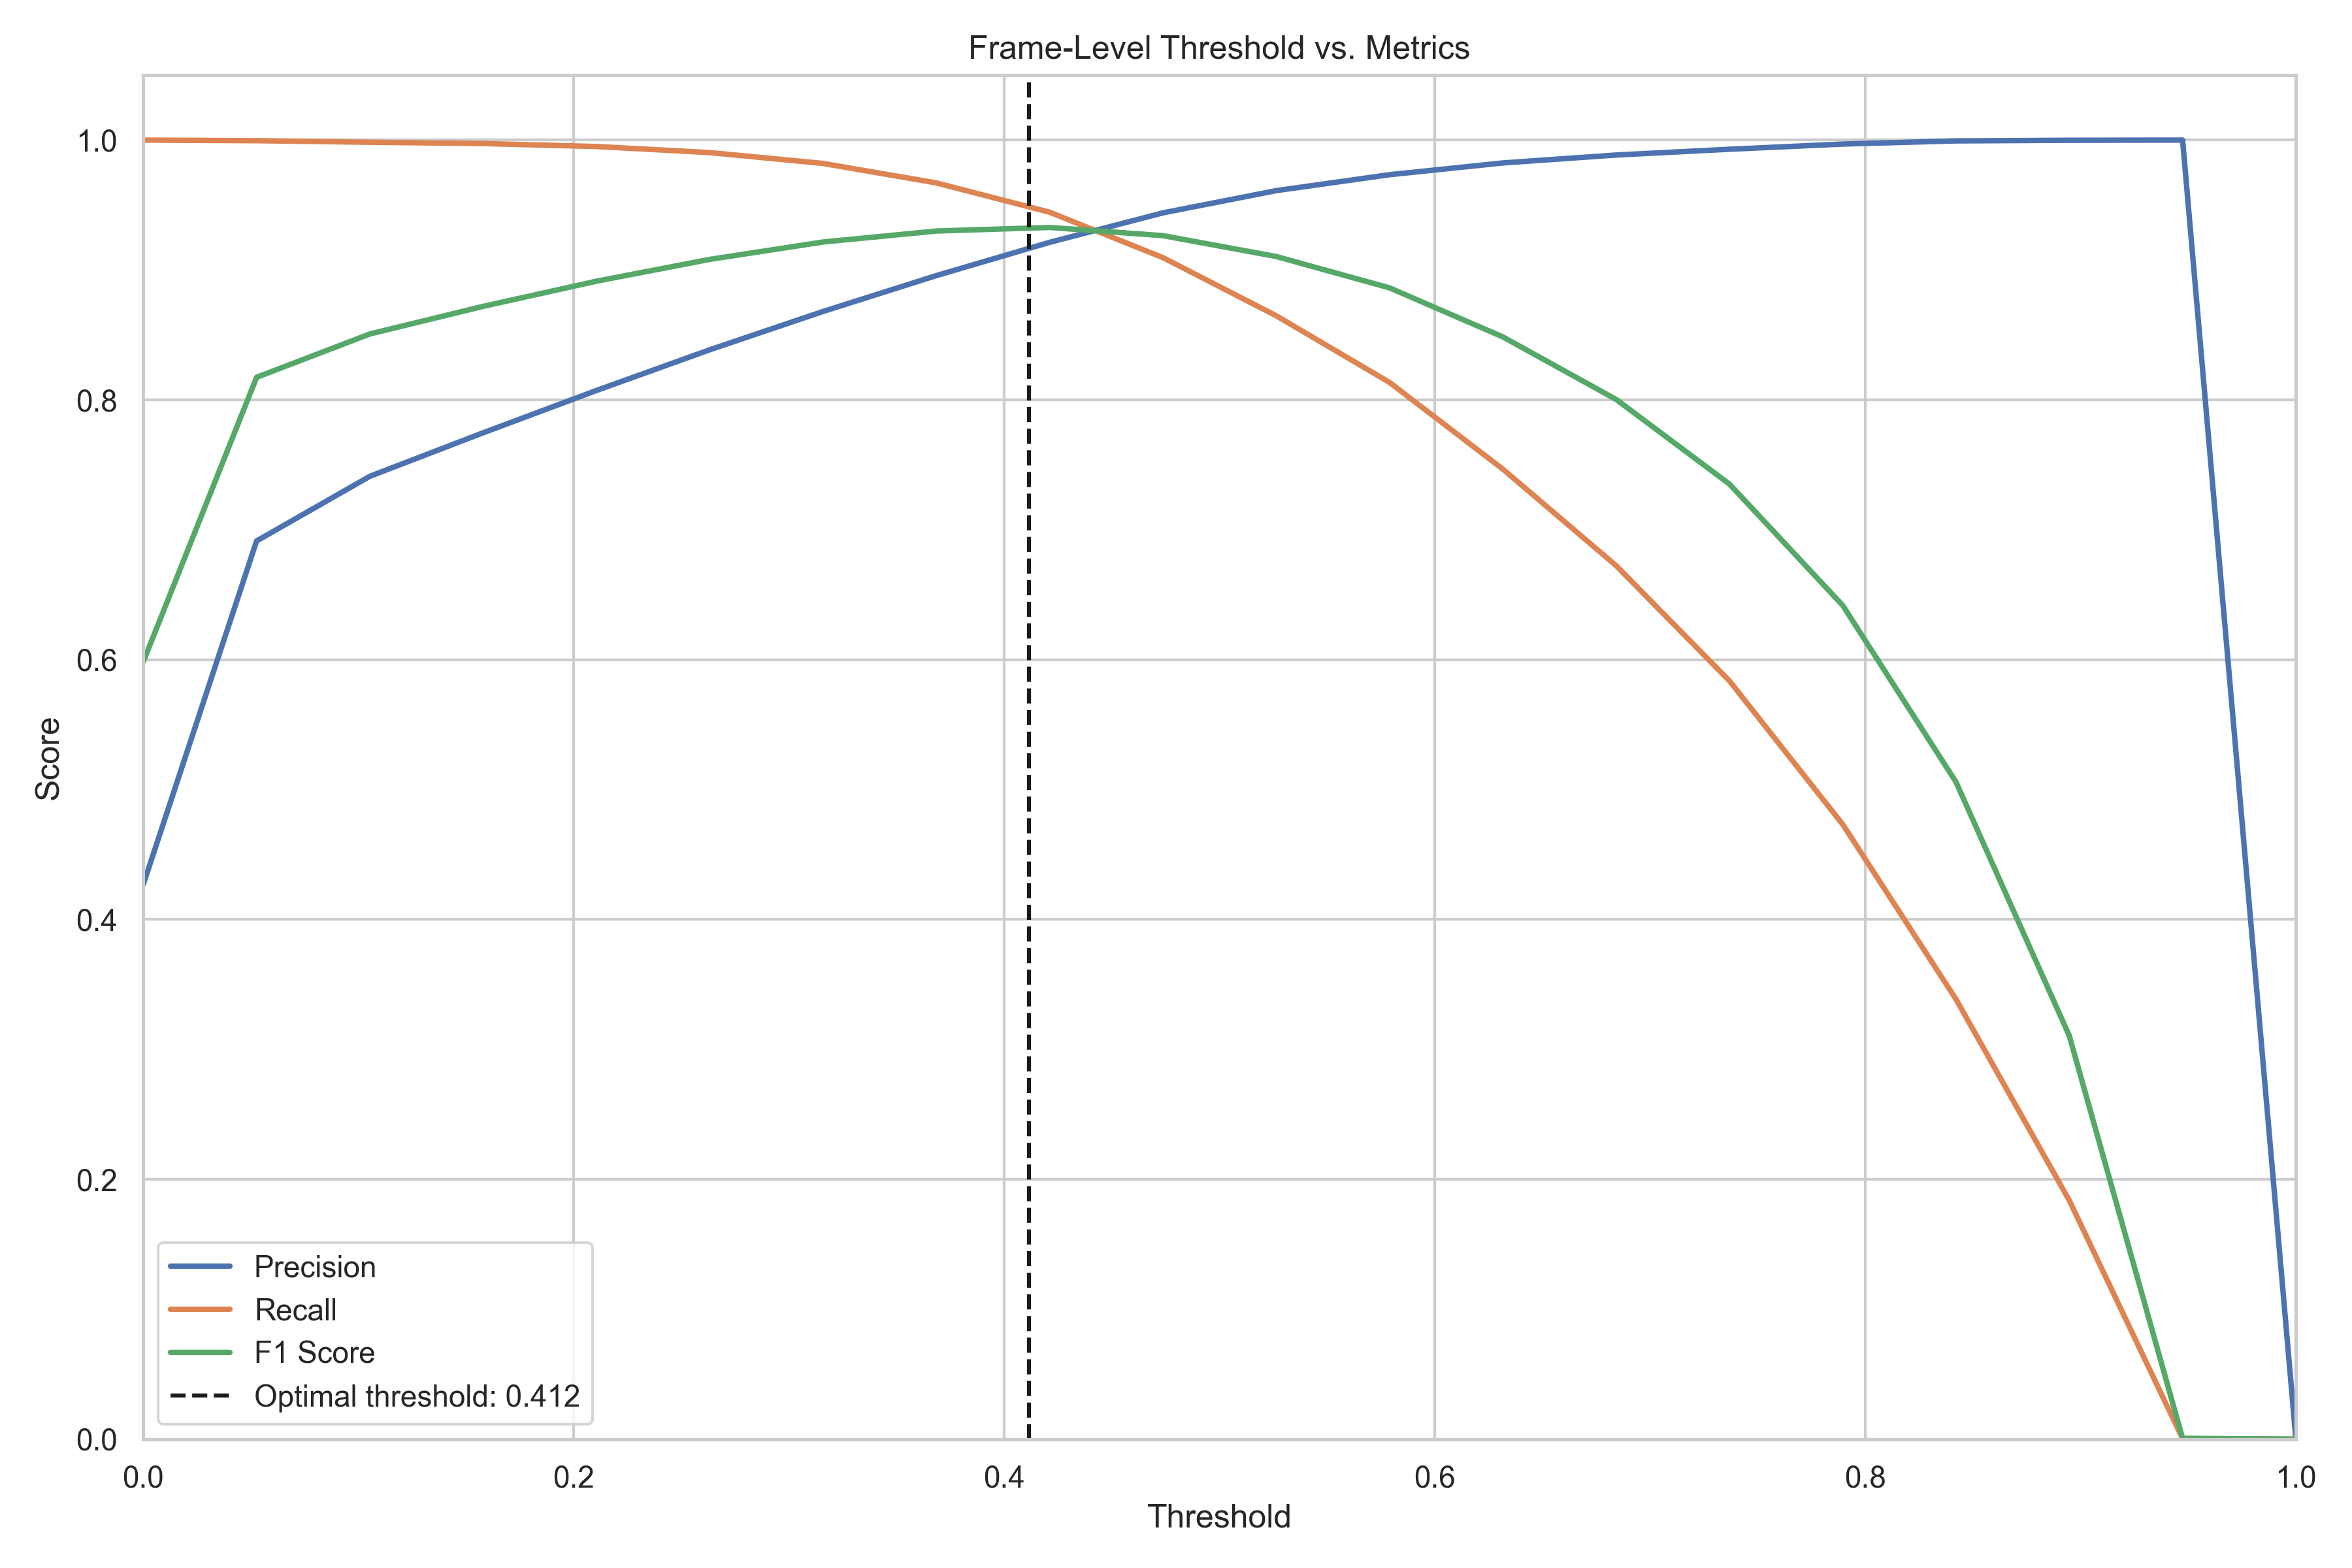 Frame-Level Threshold vs. Metrics
1.0
0.8
0.6
0.4
0.2
0.0
Score
Precision
Recall
F1 Score
Optimal threshold: 0.412
0.0 0.2 0.4 0.6 0.8 1.0
Threshold